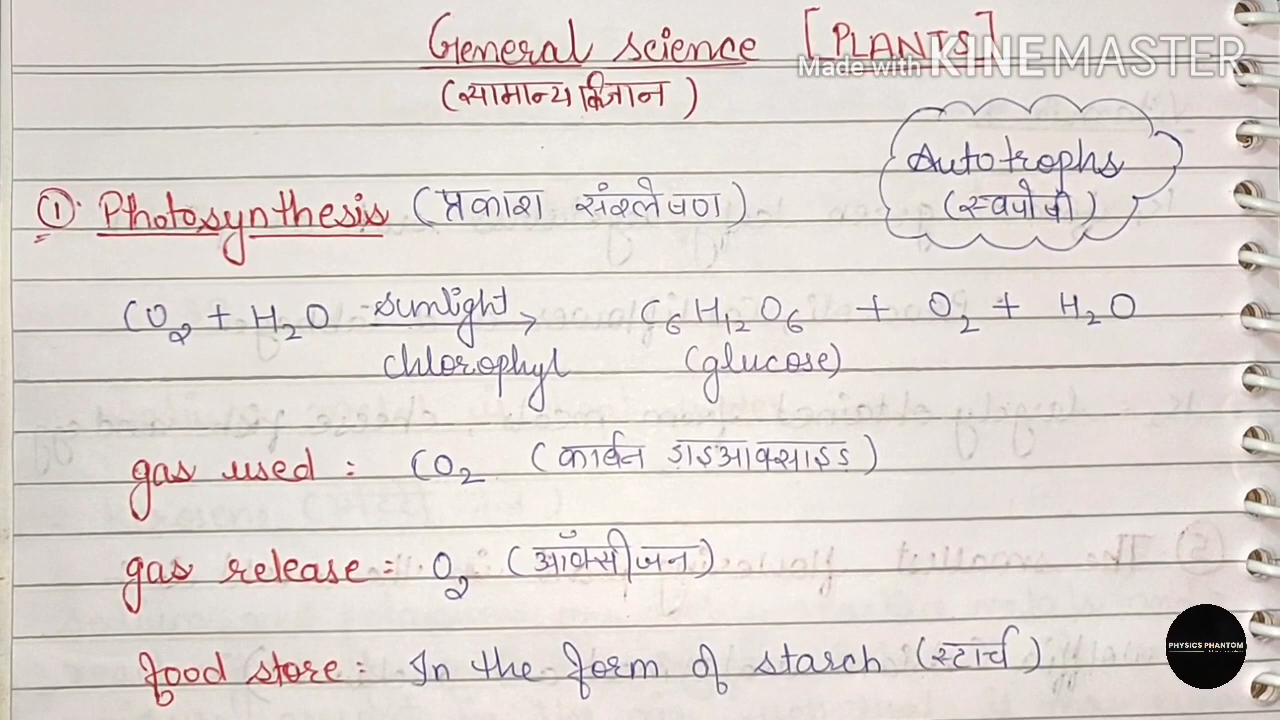 General science [PLANTS]
Made with KINEMASTER
(सामान्य विज्ञान)
Autotrophs
(स्वपोषी)
① Photosynthesis (प्रकाश संश्लेषण)
CO₂ + H₂O sunlight → C₆H₁₂O₆ + O₂ + H₂O
chlorophyl (glucose)
gas used : CO₂ (कार्बन डाइआक्साइड)
gas release : O₂ (ऑक्सीजन)
food store : In the form of starch (स्टार्च)
PHYSICS PHANTOM